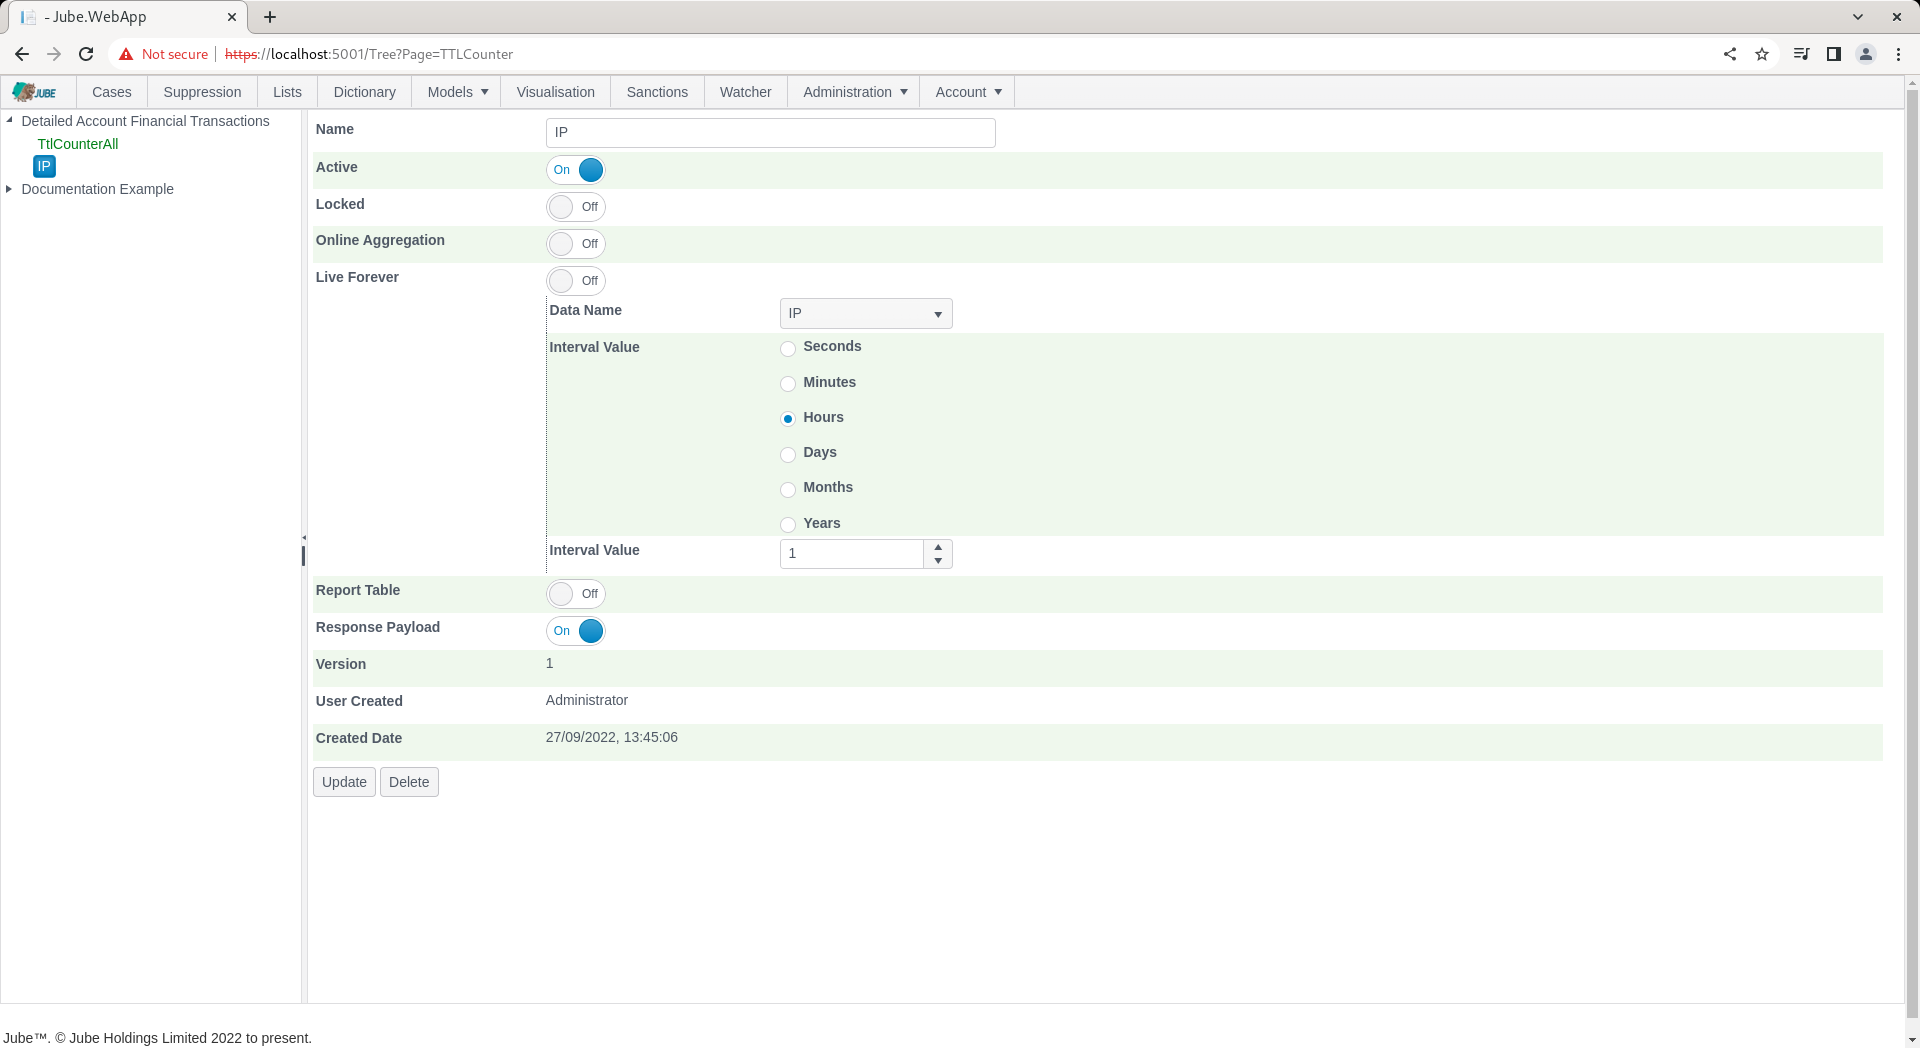 - Jube.WebApp
Not secure https://localhost:5001/Tree?Page=TTLCounter
JUBE Cases Suppression Lists Dictionary Models Visualisation Sanctions Watcher Administration Account
Detailed Account Financial Transactions
TtlCounterAll
IP
Documentation Example
Name IP
Active On
Locked Off
Online Aggregation Off
Live Forever Off
Data Name IP
Interval Value Seconds
Minutes
Hours
Days
Months
Years
Interval Value 1
Report Table Off
Response Payload On
Version 1
User Created Administrator
Created Date 27/09/2022, 13:45:06
Update Delete
Jube™. © Jube Holdings Limited 2022 to present.